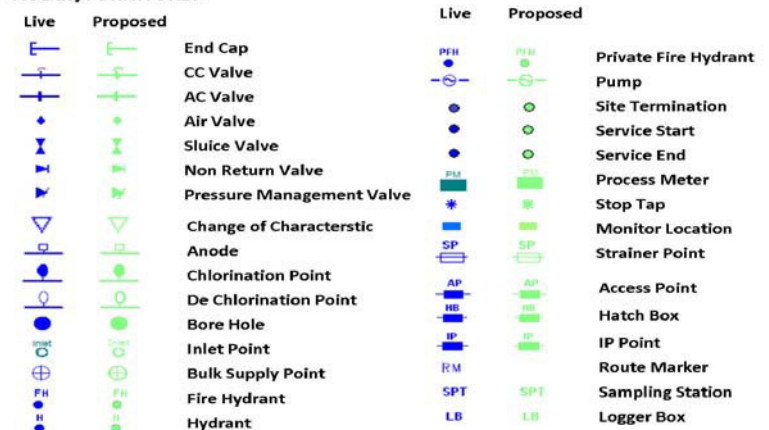 Live Proposed
End Cap
CC Valve
AC Valve
Air Valve
Sluice Valve
Non Return Valve
Pressure Management Valve
Change of Characterstic
Anode
Chlorination Point
De Chlorination Point
Bore Hole
Inlet Inlet Inlet Point
Bulk Supply Point
FH FH Fire Hydrant
H H Hydrant
Live Proposed
PFH PFH Private Fire Hydrant
Pump
Site Termination
Service Start
Service End
PM PM Process Meter
Stop Tap
Monitor Location
SP SP Strainer Point
AP AP Access Point
HB HB Hatch Box
IP IP IP Point
RM Route Marker
SPT SPT Sampling Station
LB LB Logger Box